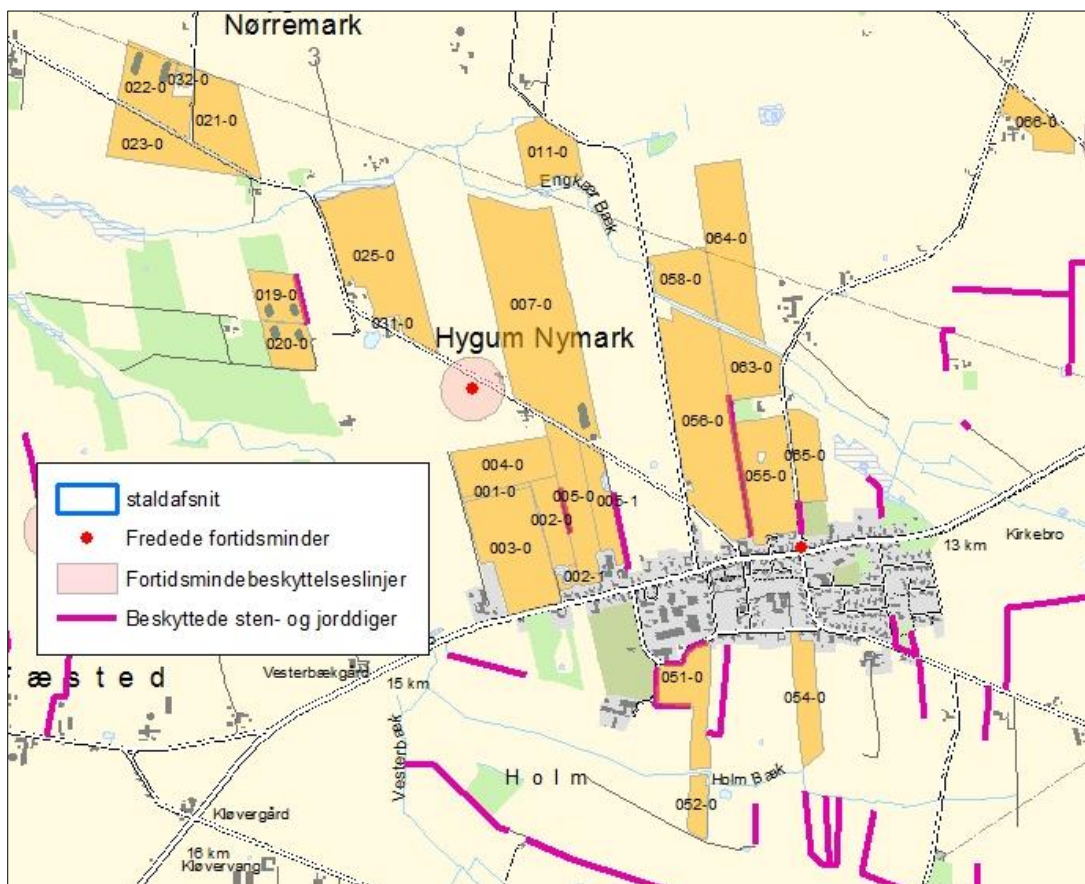 Nørremark
3
022-0
032-0
021-0
023-0
066-0
011-0
Engkær Bæk
064-0
025-0
058-0
019-0
007-0
031-0
020-0
Hygum Nymark
063-0
056-0
065-0
055-0
004-0
001-0
005-0
005-1
002-0
003-0
002-1
13 km
Kirkebro
staldafsnit
Fredede fortidsminder
Fortidsmindebeskyttelseslinjer
Beskyttede sten- og jorddiger
Fæsted
Vesterbækgård
15 km
051-0
054-0
Vesterbæk
Holm
Holm Bæk
052-0
Kløvergård
16 km
Kløvervang